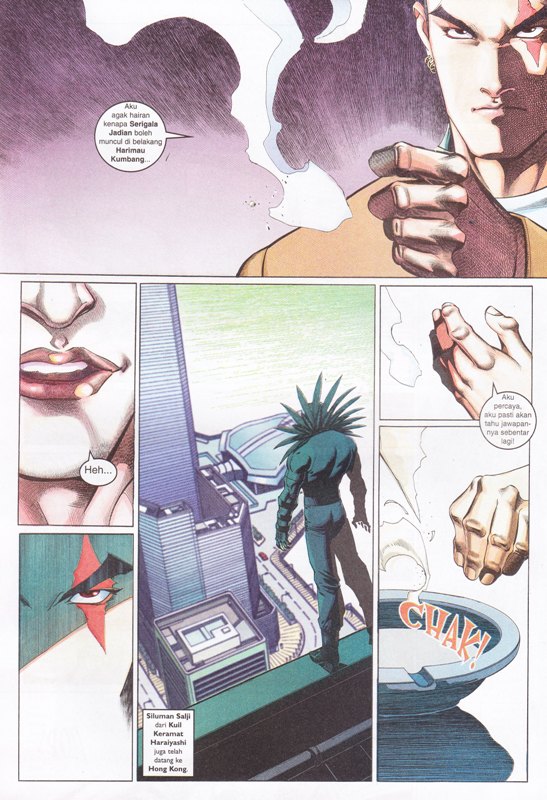 Aku
agak hairan
kenapa Serigala
Jadian boleh
muncul di belakang
Harimau
Kumbang...
Heh...
Siluman Salji
dari Kuil
Keramat
Haraiyashi
juga telah
datang ke
Hong Kong.
Aku
percaya,
aku pasti akan
tahu jawapan-
nya sebentar
lagi!
CHAK!